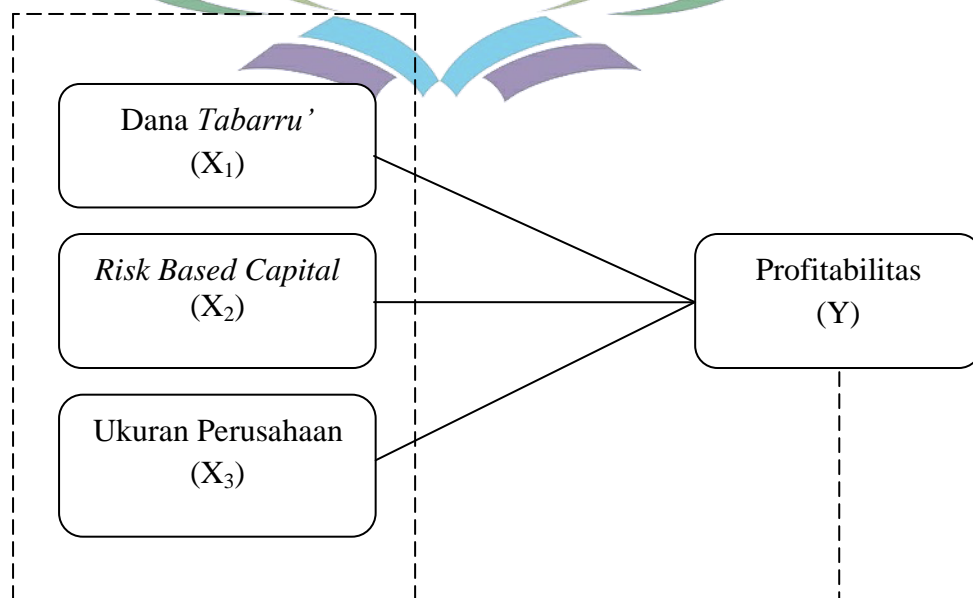 Dana Tabarru’
(X₁)
Risk Based Capital
(X₂)
Ukuran Perusahaan
(X₃)
Profitabilitas
(Y)